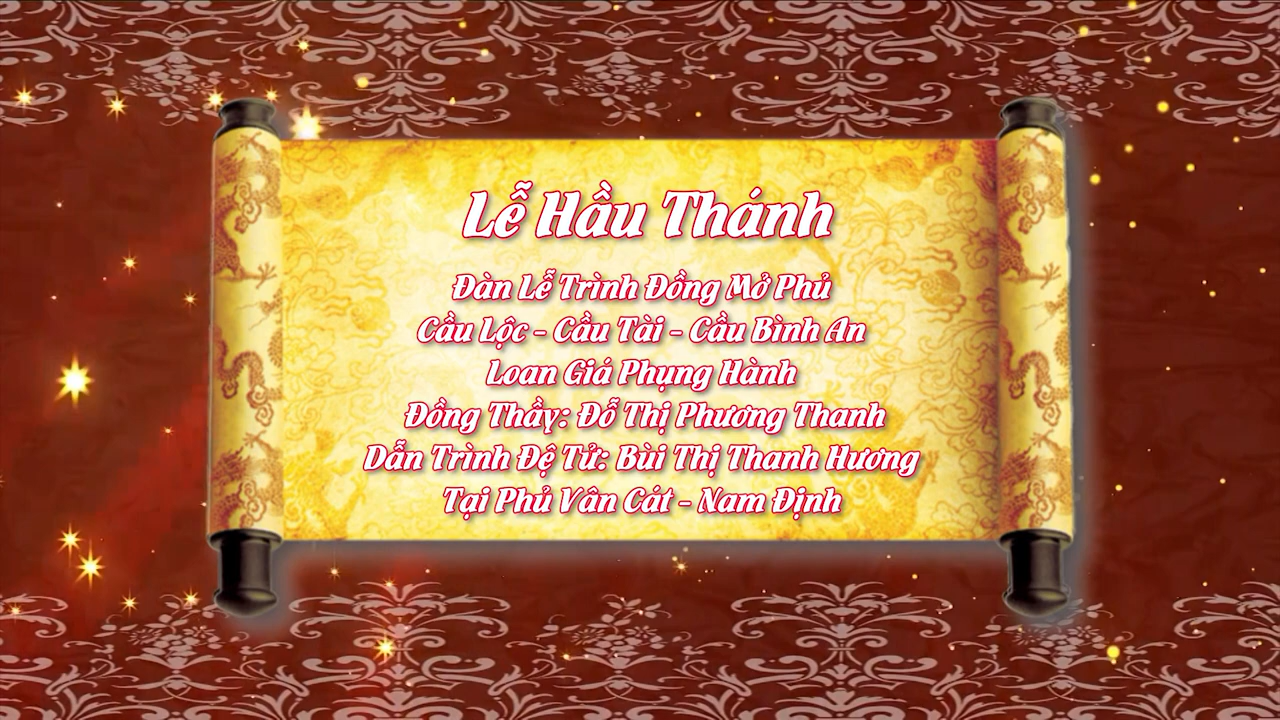 Lễ Hầu Thánh
Đàn Lễ Trình Đồng Mở Phủ
Cầu Lộc - Cầu Tài - Cầu Bình An
Loan Giá Phụng Hành
Đồng Thầy: Đỗ Thị Phương Thanh
Dẫn Trình Đệ Tử: Bùi Thị Thanh Hương
Tại Phủ Vân Cát - Nam Định